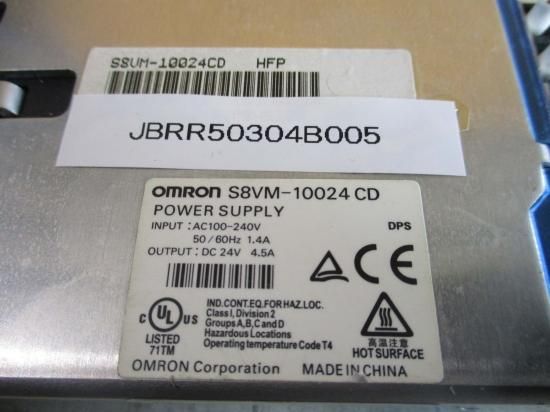 S8VM-10024CD HFP
JBRR50304B005
OMRON S8VM-10024 CD
POWER SUPPLY
INPUT : AC100-240V
50 / 60Hz 1.4A
OUTPUT : DC 24V 4.5A
DPS
C UL US
LISTED
71TM
IND.CONT.EQ.FOR HAZ.LOC.
Class I, Division 2
Groups A,B,C and D
Hazardous Locations
Operating temperature Code T4
CE
高温注意
HOT SURFACE
OMRON Corporation MADE IN CHINA